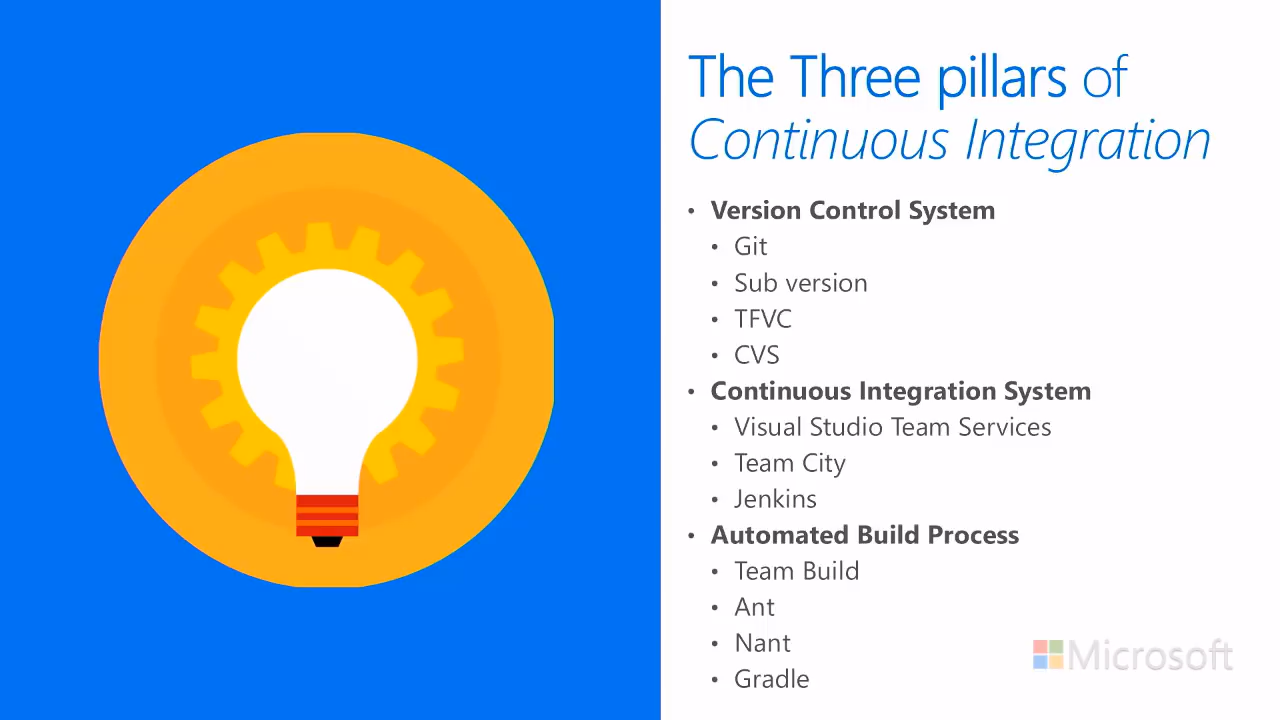 The Three pillars of
Continuous Integration
• Version Control System
• Git
• Sub version
• TFVC
• CVS
• Continuous Integration System
• Visual Studio Team Services
• Team City
• Jenkins
• Automated Build Process
• Team Build
• Ant
• Nant
• Gradle
Microsoft